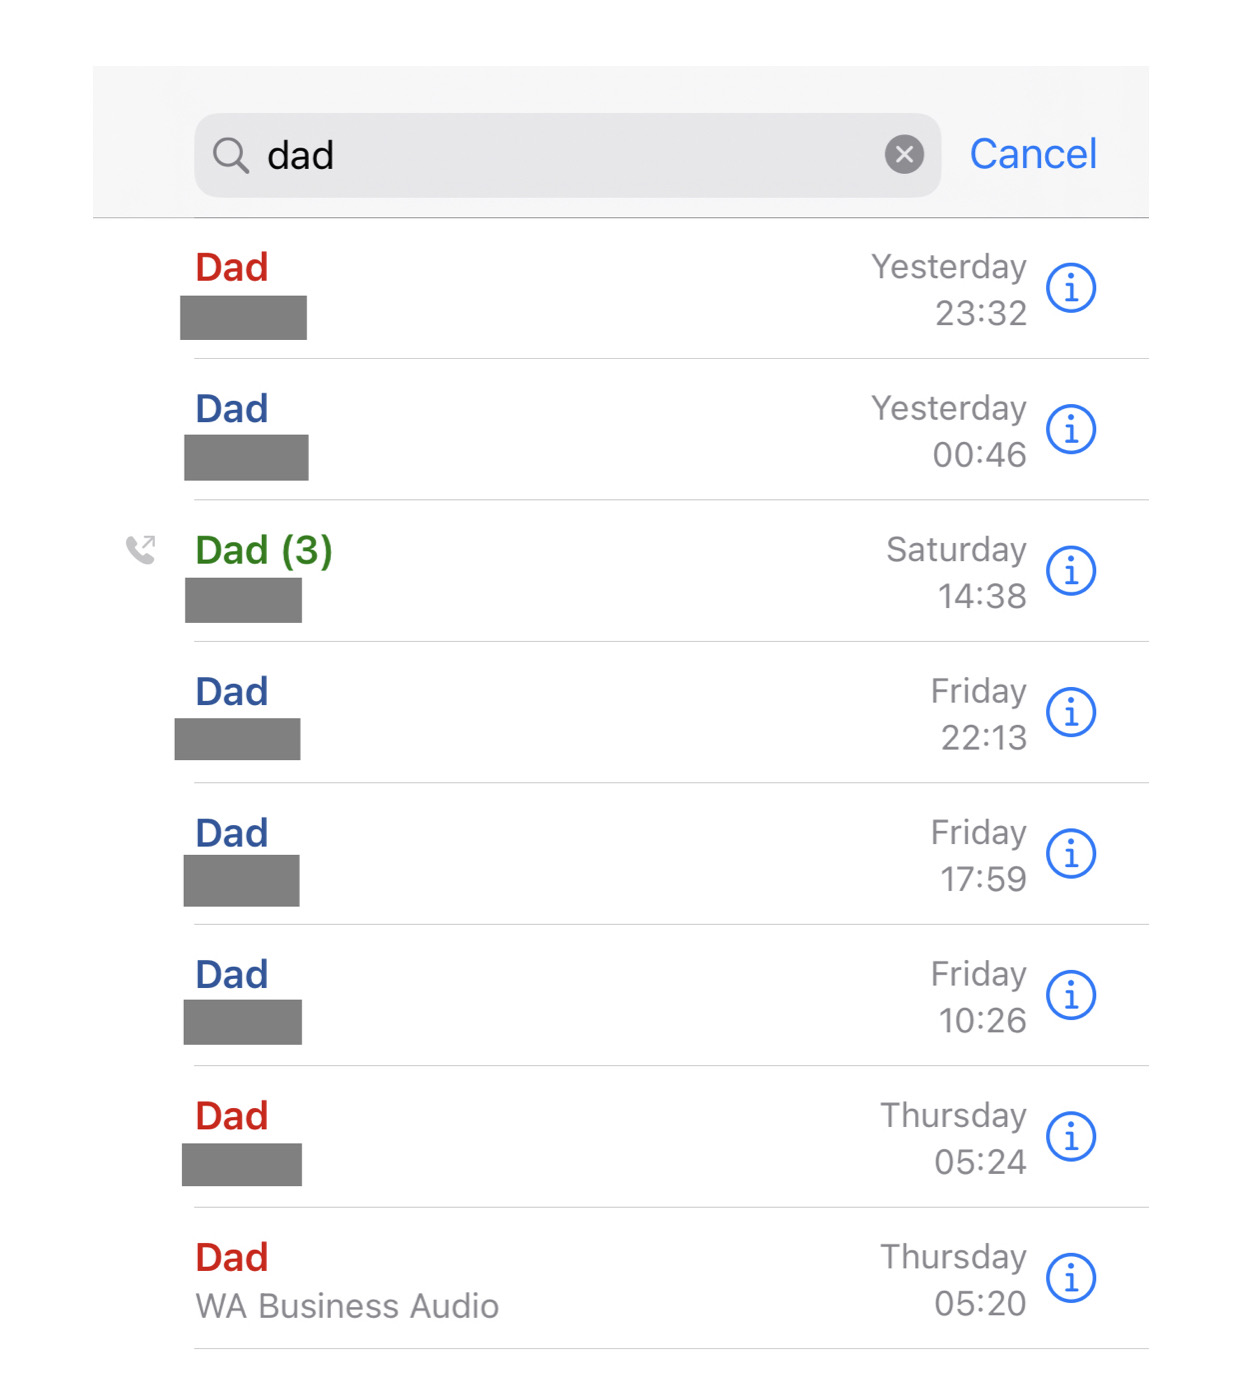 dad
Cancel
Dad
Yesterday
23:32
Dad
Yesterday
00:46
Dad (3)
Saturday
14:38
Dad
Friday
22:13
Dad
Friday
17:59
Dad
Friday
10:26
Dad
Thursday
05:24
Dad
Thursday
WA Business Audio
05:20